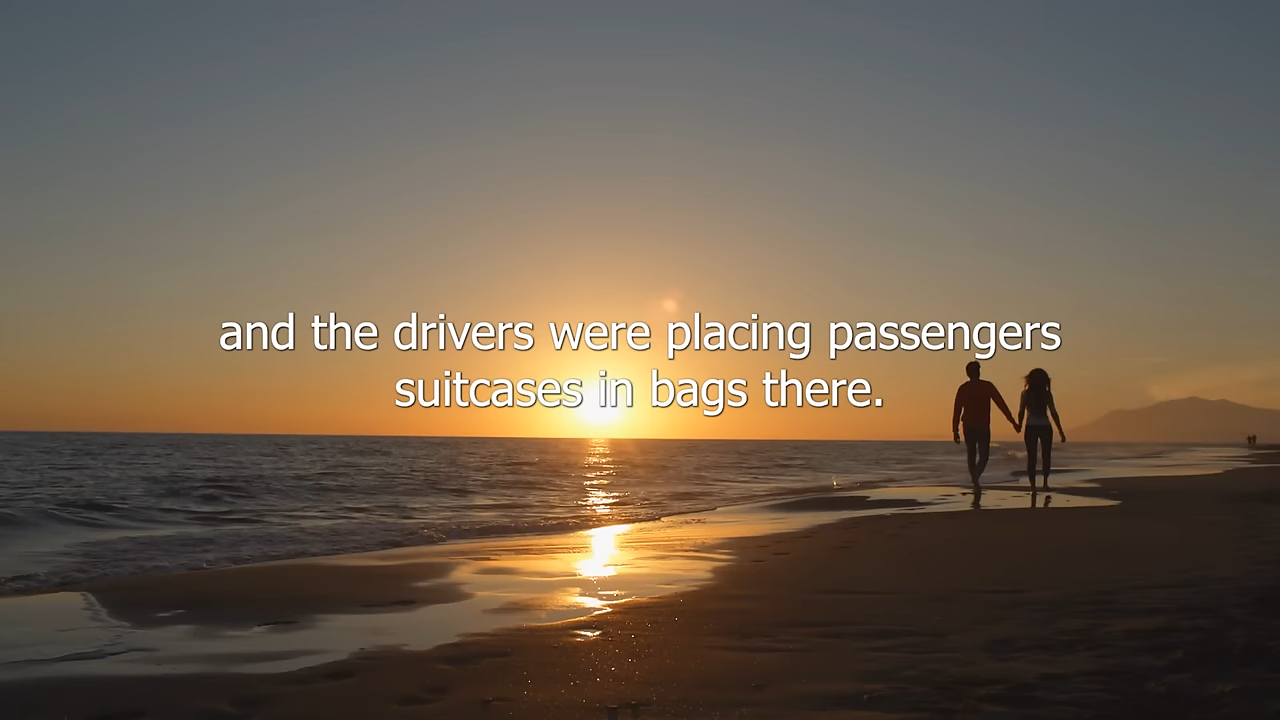 and the drivers were placing passengers
suitcases in bags there.